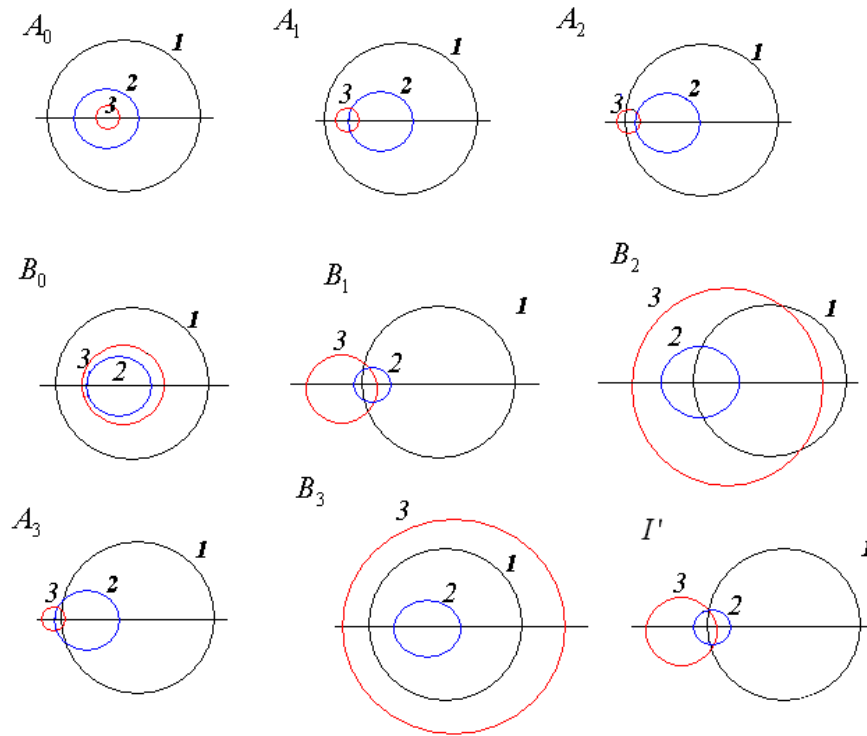 A₀ 1 2 3
A₁ 1 2 3
A₂ 1 2 3
B₀ 1 3 2
B₁ 1 3 2
B₂ 3 1 2
A₃ 1 2 3
B₃ 3 1 2
I' 1 3 2